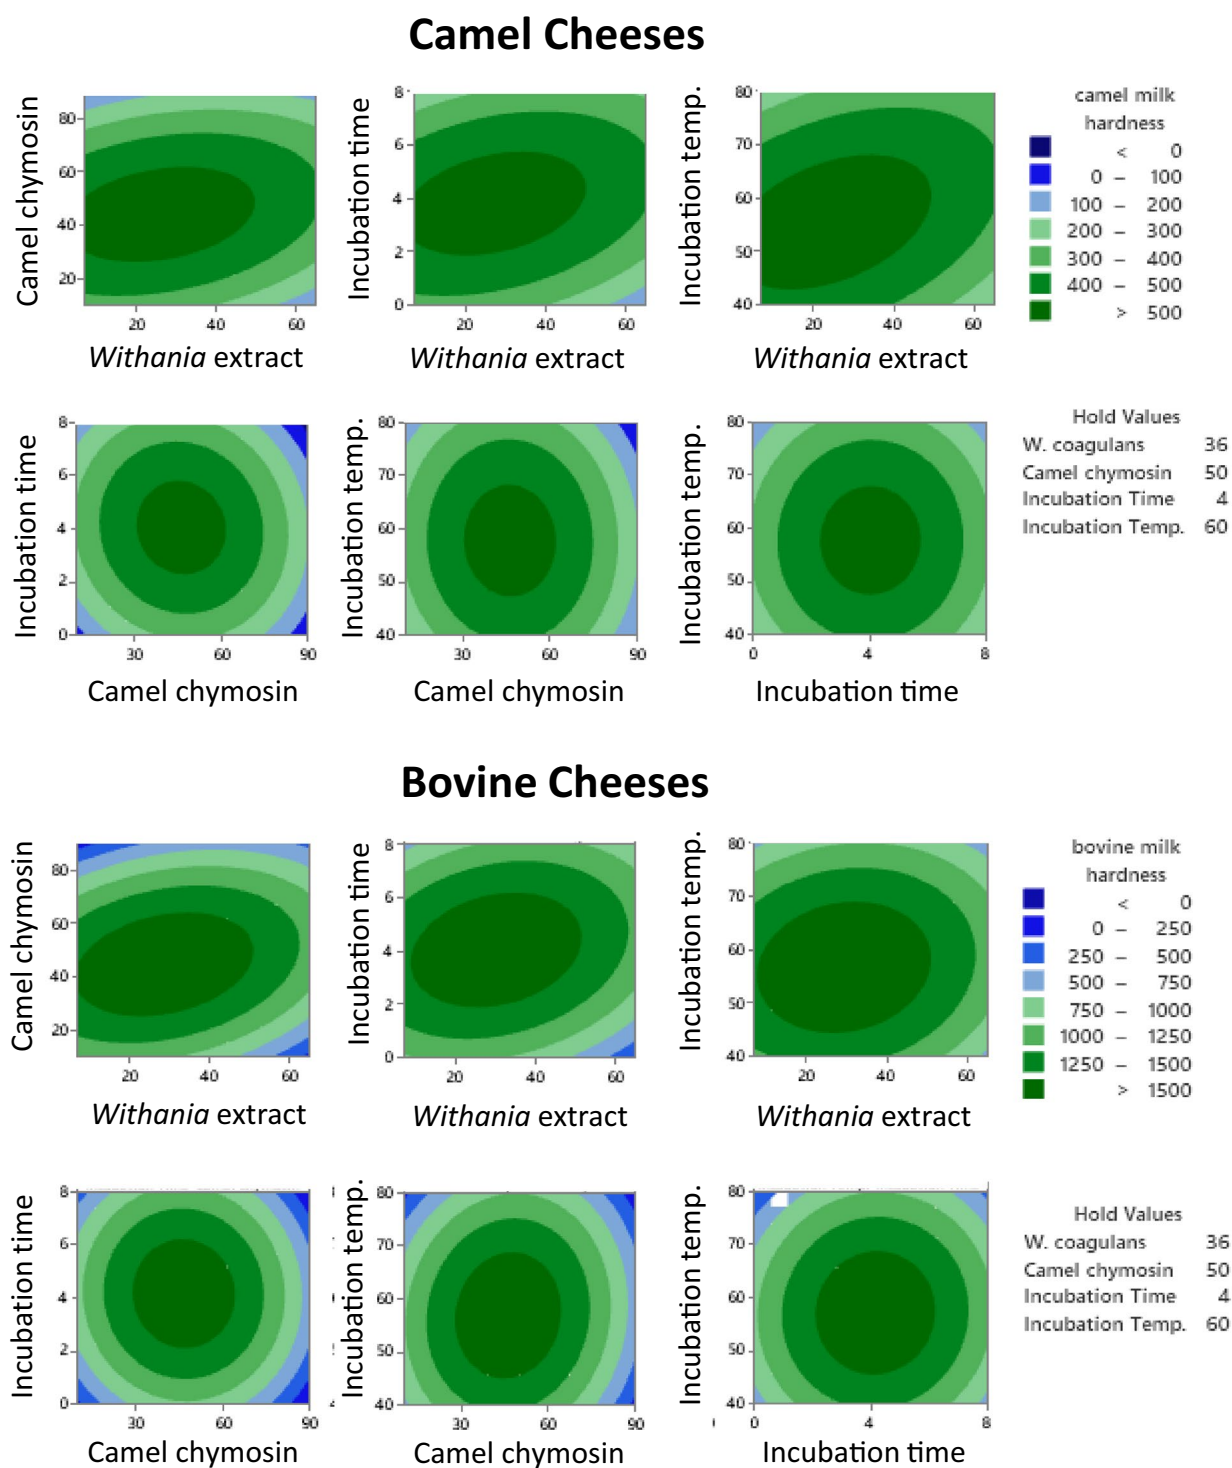 Camel Cheeses
Camel chymosin
80
60
40
20
20 40 60
Withania extract
Incubation time
8
6
4
2
0
20 40 60
Withania extract
Incubation temp.
80
70
60
50
40
20 40 60
Withania extract
camel milk
hardness
< 0
0 – 100
100 – 200
200 – 300
300 – 400
400 – 500
> 500
Incubation time
8
6
4
2
0
30 60 90
Camel chymosin
Incubation temp.
80
70
60
50
40
30 60 90
Camel chymosin
Incubation temp.
80
70
60
50
40
0 4 8
Incubation time
Hold Values
W. coagulans 36
Camel chymosin 50
Incubation Time 4
Incubation Temp. 60
Bovine Cheeses
Camel chymosin
80
60
40
20
20 40 60
Withania extract
Incubation time
8
6
4
2
0
20 40 60
Withania extract
Incubation temp.
80
70
60
50
40
20 40 60
Withania extract
bovine milk
hardness
< 0
0 – 250
250 – 500
500 – 750
750 – 1000
1000 – 1250
1250 – 1500
> 1500
Incubation time
8
6
4
2
0
30 60 90
Camel chymosin
Incubation temp.
80
70
60
50
40
30 60 90
Camel chymosin
Incubation temp.
80
70
60
50
40
0 4 8
Incubation time
Hold Values
W. coagulans 36
Camel chymosin 50
Incubation Time 4
Incubation Temp. 60